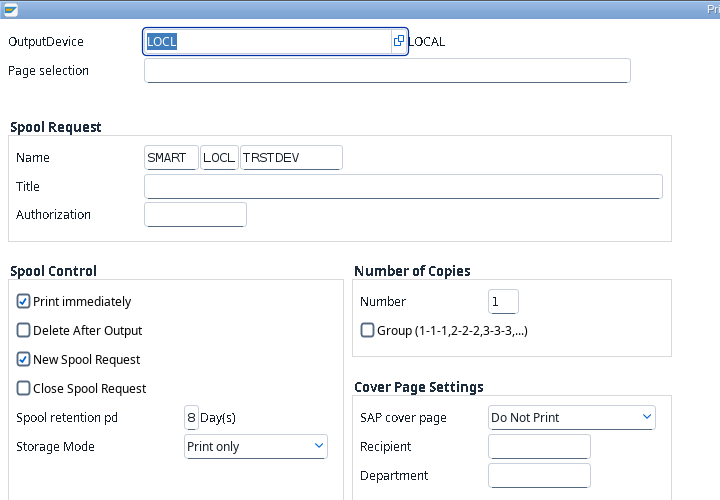 Pri
OutputDevice LOCL LOCAL
Page selection
Spool Request
Name SMART LOCL TRSTDEV
Title
Authorization
Spool Control
Print immediately
Delete After Output
New Spool Request
Close Spool Request
Spool retention pd 8 Day(s)
Storage Mode Print only
Number of Copies
Number 1
Group (1-1-1,2-2-2,3-3-3,...)
Cover Page Settings
SAP cover page Do Not Print
Recipient
Department